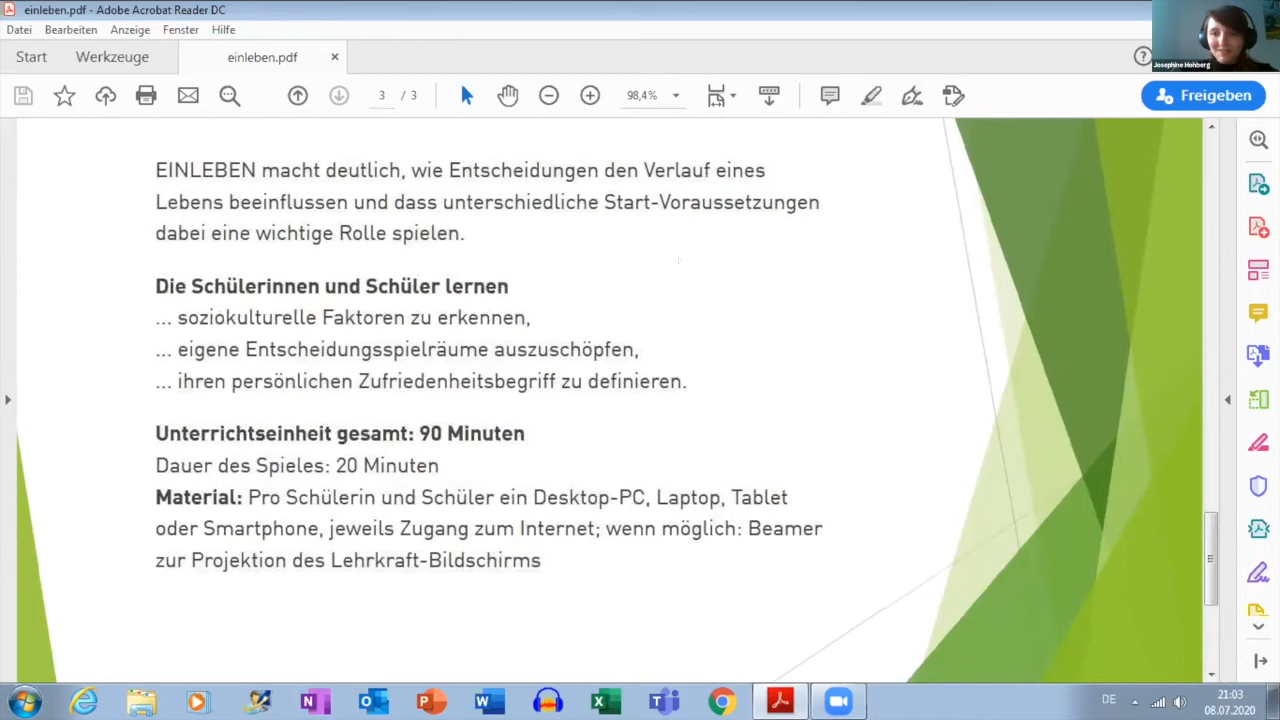 einleben.pdf - Adobe Acrobat Reader DC
Datei Bearbeiten Anzeige Fenster Hilfe
Josephine Hohberg
Start Werkzeuge einleben.pdf ×
3 / 3 98,4% Freigeben
EINLEBEN macht deutlich, wie Entscheidungen den Verlauf eines
Lebens beeinflussen und dass unterschiedliche Start-Voraussetzungen
dabei eine wichtige Rolle spielen.
Die Schülerinnen und Schüler lernen
... soziokulturelle Faktoren zu erkennen,
... eigene Entscheidungsspielräume auszuschöpfen,
... ihren persönlichen Zufriedenheitsbegriff zu definieren.
Unterrichtseinheit gesamt: 90 Minuten
Dauer des Spieles: 20 Minuten
Material: Pro Schülerin und Schüler ein Desktop-PC, Laptop, Tablet
oder Smartphone, jeweils Zugang zum Internet; wenn möglich: Beamer
zur Projektion des Lehrkraft-Bildschirms
DE 21:03
08.07.2020